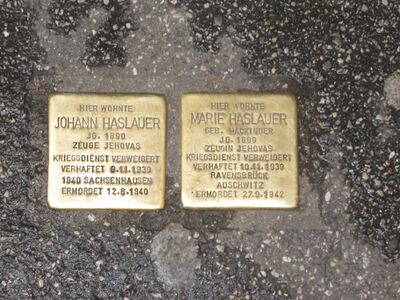 HIER WOHNTE
JOHANN HASLAUER
JG. 1890
ZEUGE JEHOVAS
KRIEGSDIENST VERWEIGERT
VERHAFTET 9.11.1939
1940 SACHSENHAUSEN
ERMORDET 12.8.1940
HIER WOHNTE
MARIE HASLAUER
GEB. MACKINDER
JG. 1899
ZEUGIN JEHOVAS
KRIEGSDIENST VERWEIGERT
VERHAFTET 10.11.1939
RAVENSBRÜCK
AUSCHWITZ
ERMORDET 27.9.1942